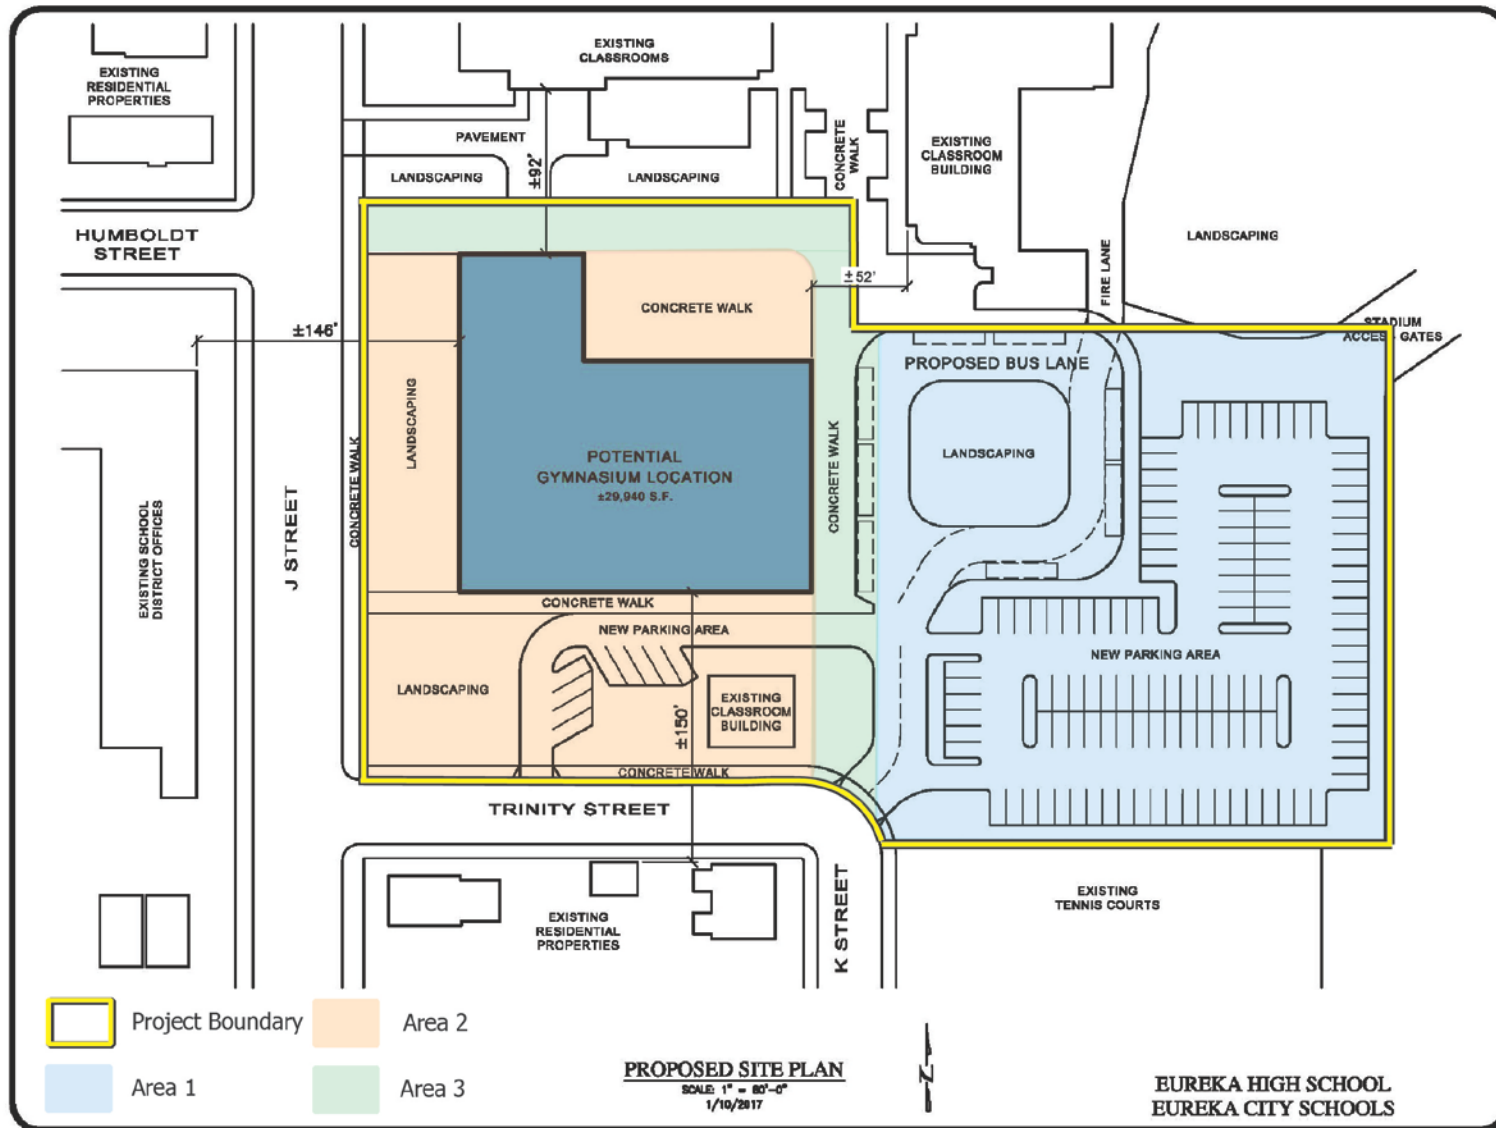 EXISTING
CLASSROOMS
EXISTING
RESIDENTIAL
PROPERTIES
PAVEMENT
CONCRETE
WALK
EXISTING
CLASSROOM
BUILDING
±92'
LANDSCAPING
LANDSCAPING
HUMBOLDT
STREET
LANDSCAPING
FIRE LANE
±52'
CONCRETE WALK
±146'
STADIUM
ACCESS GATES
PROPOSED BUS LANE
LANDSCAPING
CONCRETE WALK
POTENTIAL
GYMNASIUM LOCATION
±29,940 S.F.
CONCRETE WALK
LANDSCAPING
J STREET
EXISTING SCHOOL
DISTRICT OFFICES
CONCRETE WALK
NEW PARKING AREA
NEW PARKING AREA
LANDSCAPING
EXISTING
CLASSROOM
BUILDING
±150'
CONCRETE WALK
TRINITY STREET
K STREET
EXISTING
TENNIS COURTS
EXISTING
RESIDENTIAL
PROPERTIES
Project Boundary
Area 2
Area 1
Area 3
PROPOSED SITE PLAN
SCALE: 1" = 60'-0"
1/10/2017
N
EUREKA HIGH SCHOOL
EUREKA CITY SCHOOLS